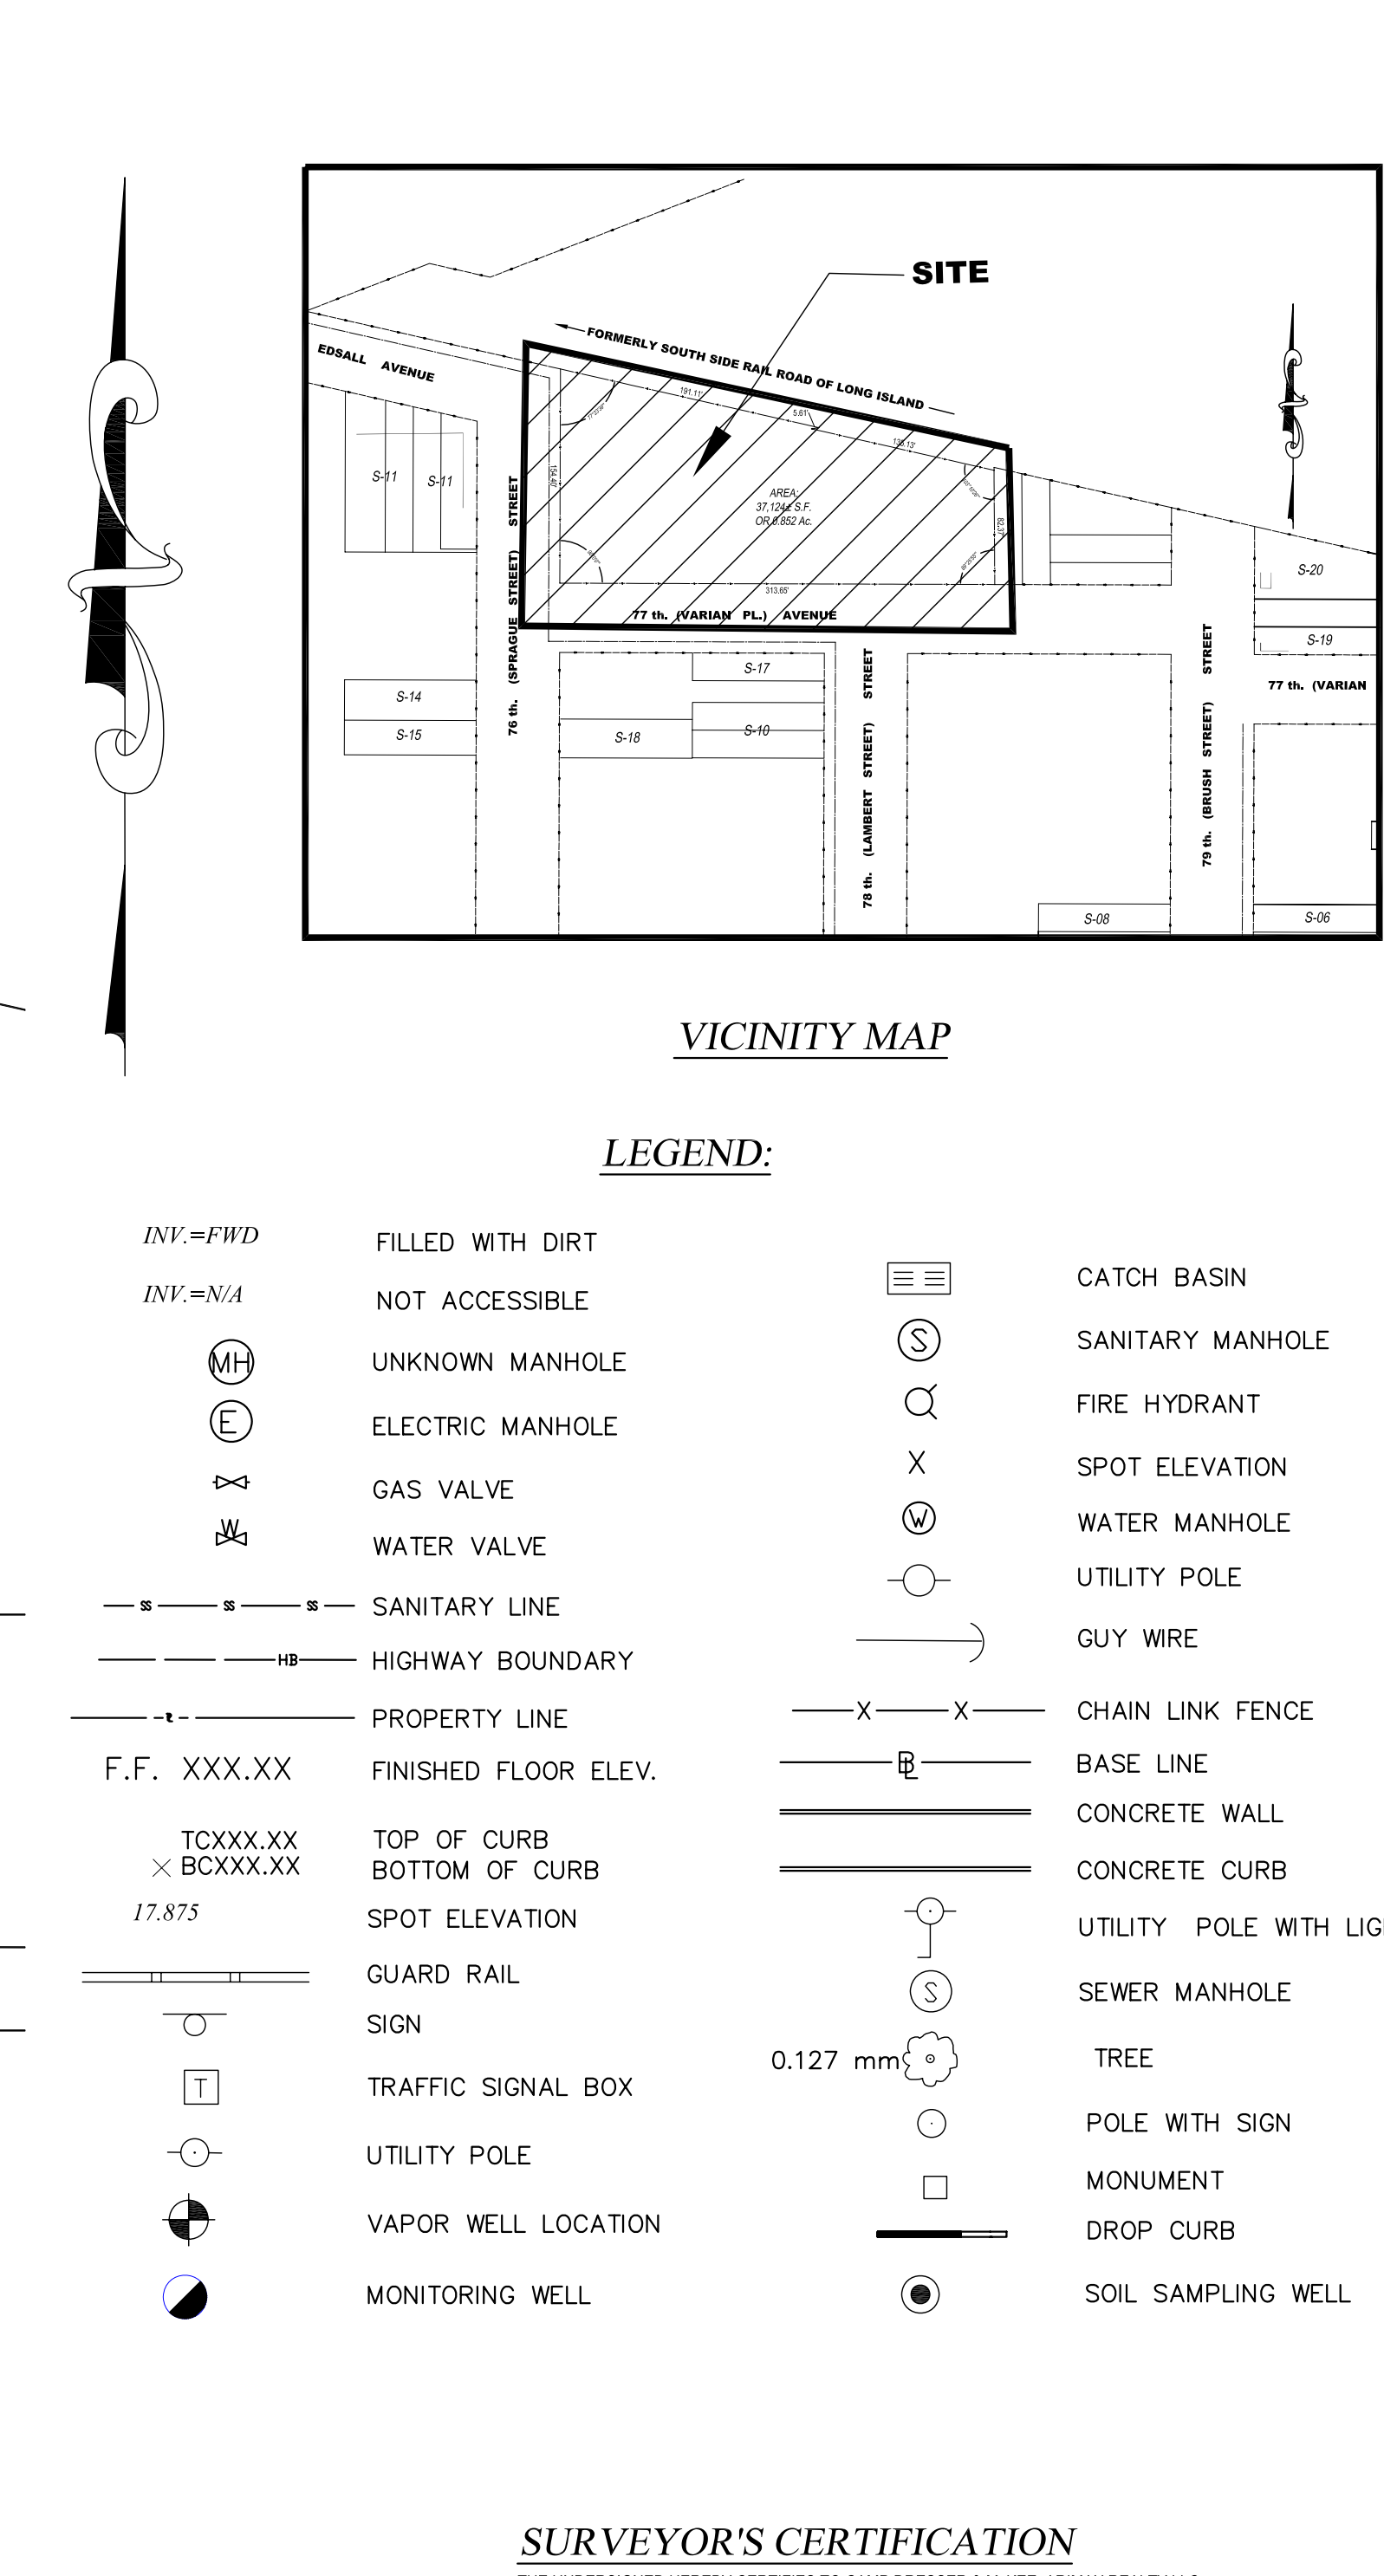 SITE
FORMERLY SOUTH SIDE RAIL ROAD OF LONG ISLAND
EDSALL AVENUE
191.11'
5.61'
135.13'
S-11
S-11
154.40'
AREA:
37,124± S.F.
OR 0.852 Ac.
82.37'
313.65'
77 th. (VARIAN PL.) AVENUE
76 th. (SPRAGUE STREET) STREET
S-20
S-19
77 th. (VARIAN
S-17
S-14
S-15
S-18
S-10
78 th. (LAMBERT STREET) STREET
79 th. (BRUSH STREET) STREET
S-08
S-06
VICINITY MAP
LEGEND:
INV.=FWD FILLED WITH DIRT
INV.=N/A NOT ACCESSIBLE
MH UNKNOWN MANHOLE
E ELECTRIC MANHOLE
GAS VALVE
W WATER VALVE
SS SS SS SANITARY LINE
HB HIGHWAY BOUNDARY
PROPERTY LINE
F.F. XXX.XX FINISHED FLOOR ELEV.
TCXXX.XX TOP OF CURB
BCXXX.XX BOTTOM OF CURB
17.875 SPOT ELEVATION
GUARD RAIL
SIGN
T TRAFFIC SIGNAL BOX
UTILITY POLE
VAPOR WELL LOCATION
MONITORING WELL
CATCH BASIN
S SANITARY MANHOLE
FIRE HYDRANT
X SPOT ELEVATION
W WATER MANHOLE
UTILITY POLE
GUY WIRE
X X CHAIN LINK FENCE
BL BASE LINE
CONCRETE WALL
CONCRETE CURB
UTILITY POLE WITH LIG
S SEWER MANHOLE
0.127 mm TREE
POLE WITH SIGN
MONUMENT
DROP CURB
SOIL SAMPLING WELL
SURVEYOR'S CERTIFICATION